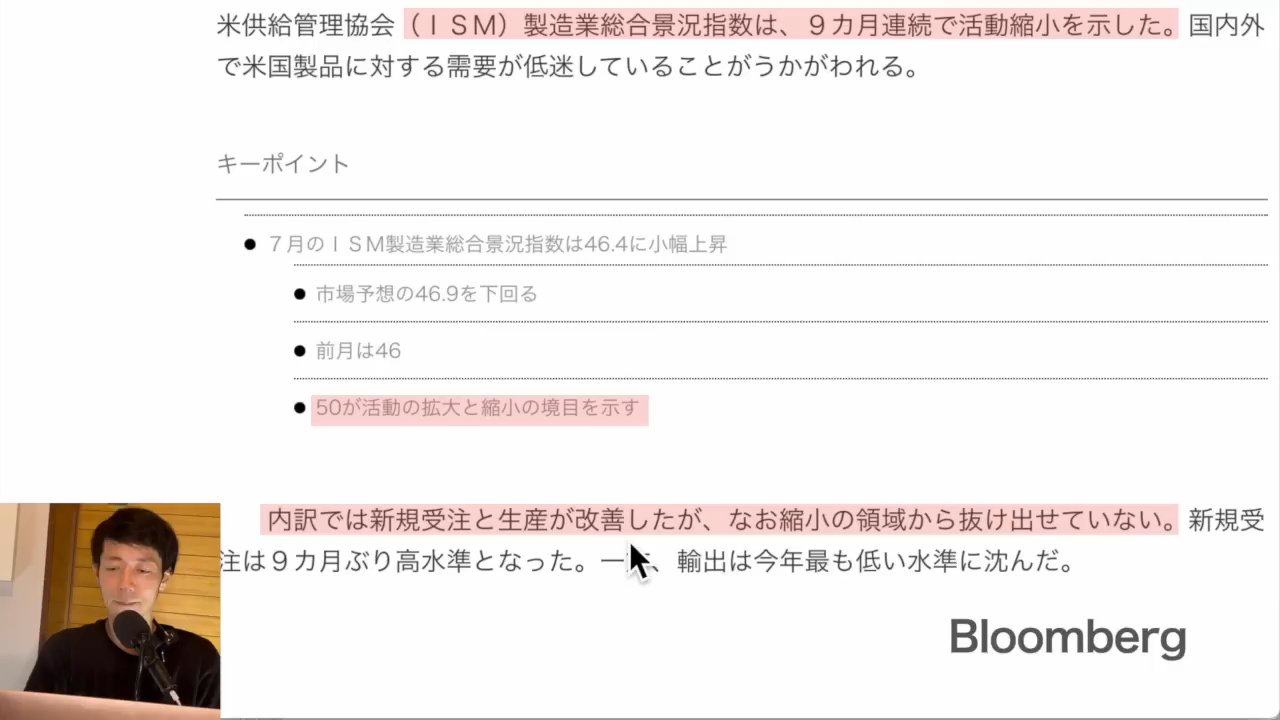 米供給管理協会（ＩＳＭ）製造業総合景況指数は、９カ月連続で活動縮小を示した。国内外
で米国製品に対する需要が低迷していることがうかがわれる。
キーポイント
７月のＩＳＭ製造業総合景況指数は46.4に小幅上昇
市場予想の46.9を下回る
前月は46
50が活動の拡大と縮小の境目を示す
内訳では新規受注と生産が改善したが、なお縮小の領域から抜け出せていない。新規受
注は９カ月ぶり高水準となった。一、輸出は今年最も低い水準に沈んだ。
Bloomberg